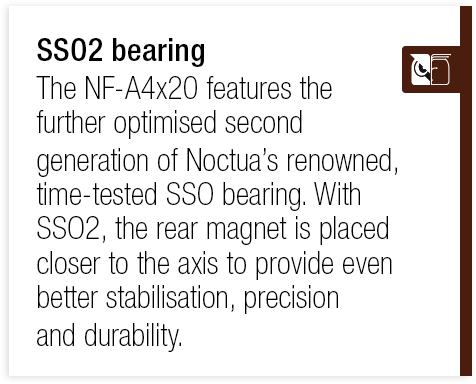 SSO2 bearing
The NF-A4x20 features the
further optimised second
generation of Noctua's renowned,
time-tested SSO bearing. With
SSO2, the rear magnet is placed
closer to the axis to provide even
better stabilisation, precision
and durability.